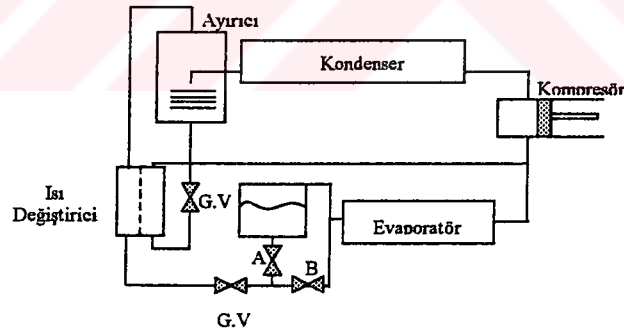 Ayırıcı
Kondenser
Kompresör
Isı
Değiştirici
G.V
A
B
Evaporatör
G.V